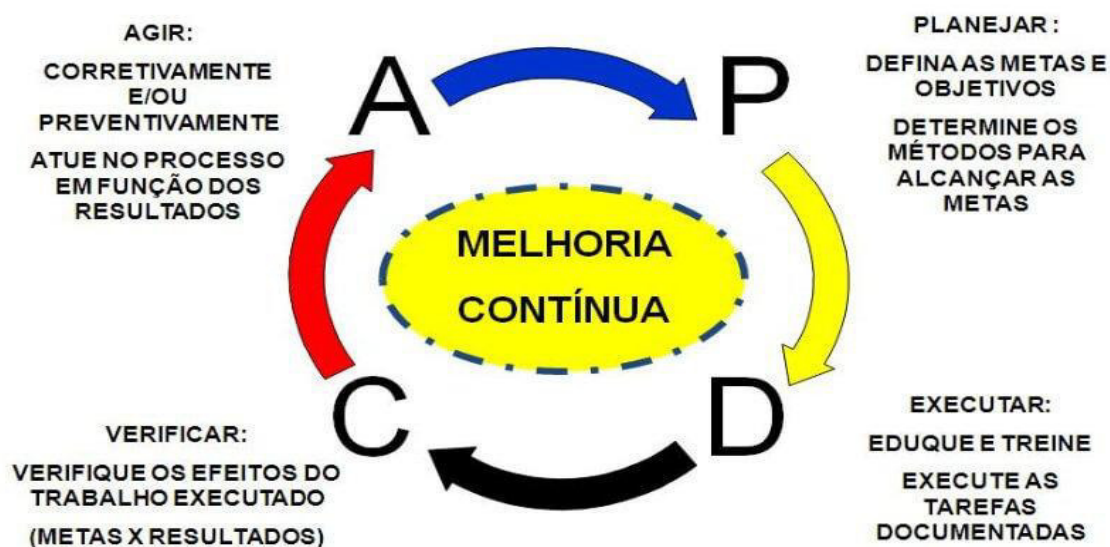 AGIR:
CORRETIVAMENTE
E/OU
PREVENTIVAMENTE
ATUE NO PROCESSO
EM FUNÇÃO DOS
RESULTADOS
A
P
PLANEJAR :
DEFINA AS METAS E
OBJETIVOS
DETERMINE OS
MÉTODOS PARA
ALCANÇAR AS
METAS
MELHORIA
CONTÍNUA
VERIFICAR:
VERIFIQUE OS EFEITOS DO
TRABALHO EXECUTADO
(METAS X RESULTADOS)
C
D
EXECUTAR:
EDUQUE E TREINE
EXECUTE AS
TAREFAS
DOCUMENTADAS